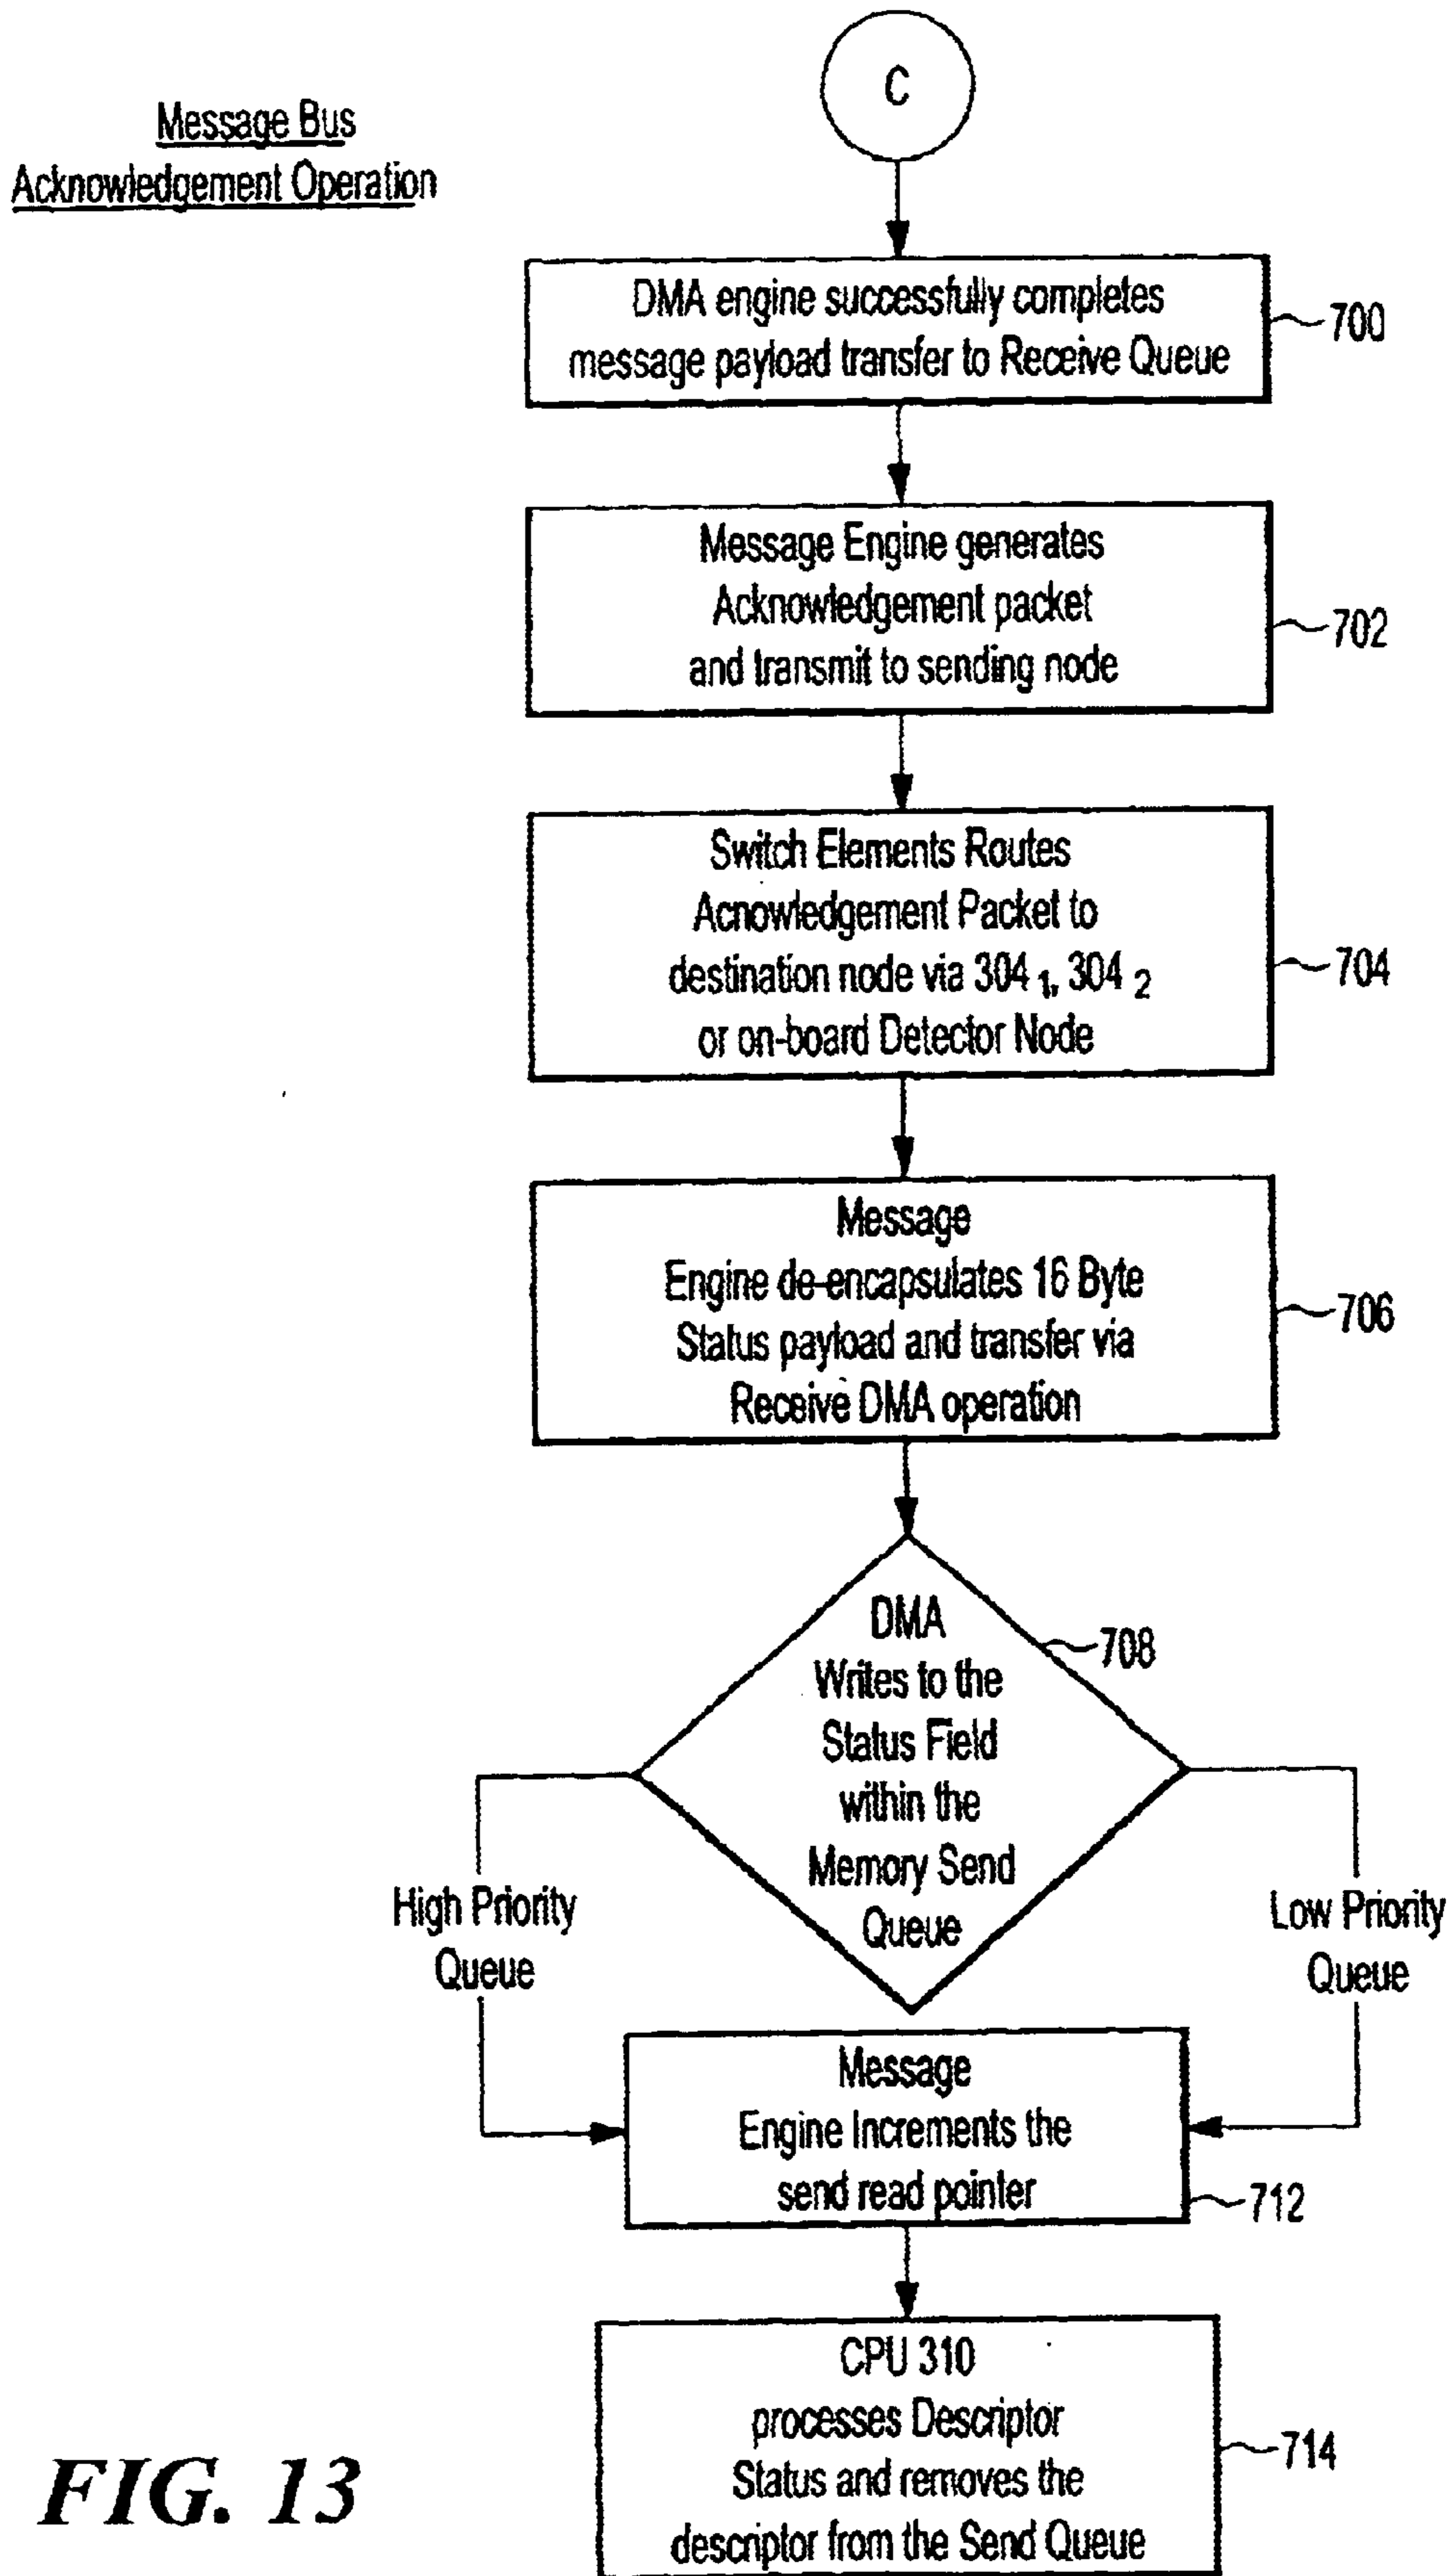 Message Bus
Acknowledgement Operation
C
DMA engine successfully completes
message payload transfer to Receive Queue
700
Message Engine generates
Acknowledgement packet
and transmit to sending node
702
Switch Elements Routes
Acnowledgement Packet to
destination node via 304 1, 304 2
or on-board Detector Node
704
Message
Engine de-encapsulates 16 Byte
Status payload and transfer via
Receive DMA operation
706
DMA
Writes to the
Status Field
within the
Memory Send
Queue
708
High Priority
Queue
Low Priority
Queue
Message
Engine Increments the
send read pointer
712
CPU 310
processes Descriptor
Status and removes the
descriptor from the Send Queue
714
FIG. 13